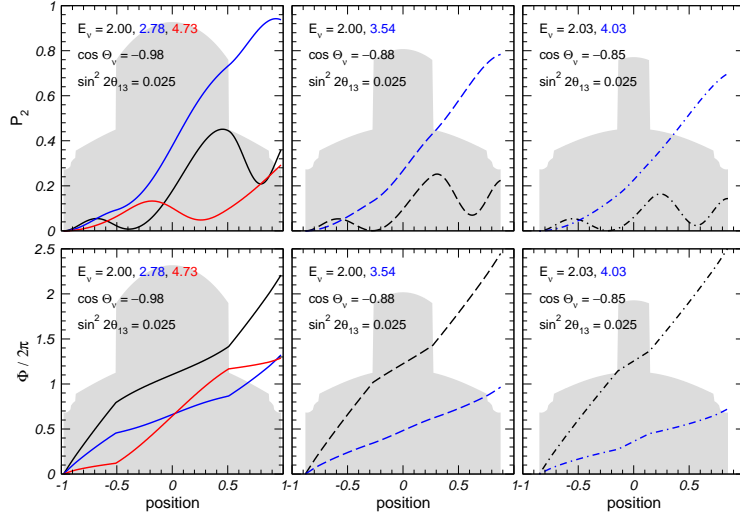 1
0.8
0.6
0.4
0.2
0
P₂
E_ν = 2.00, 2.78, 4.73
cos Θ_ν = −0.98
sin² 2θ₁₃ = 0.025
E_ν = 2.00, 3.54
cos Θ_ν = −0.88
sin² 2θ₁₃ = 0.025
E_ν = 2.03, 4.03
cos Θ_ν = −0.85
sin² 2θ₁₃ = 0.025
2.5
2
1.5
1
0.5
0
Φ / 2π
E_ν = 2.00, 2.78, 4.73
cos Θ_ν = −0.98
sin² 2θ₁₃ = 0.025
E_ν = 2.00, 3.54
cos Θ_ν = −0.88
sin² 2θ₁₃ = 0.025
E_ν = 2.03, 4.03
cos Θ_ν = −0.85
sin² 2θ₁₃ = 0.025
-1 -0.5 0 0.5 1 -1 -0.5 0 0.5 1 -1 -0.5 0 0.5 1
position position position